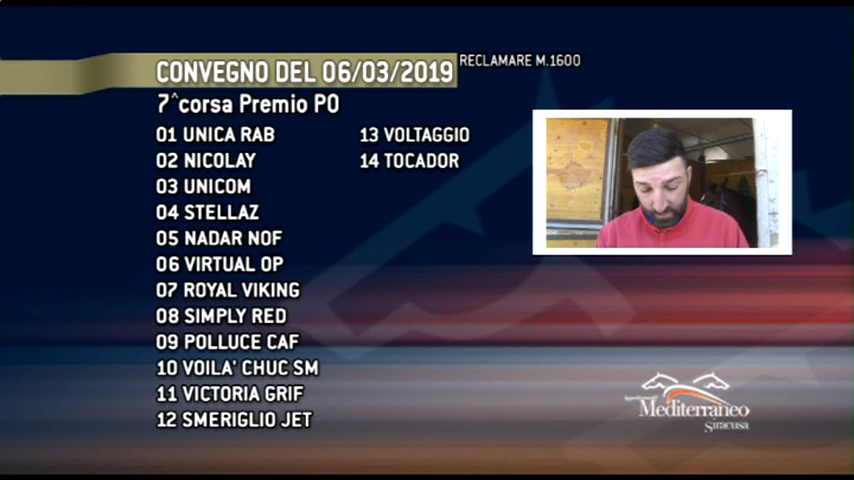 CONVEGNO DEL 06/03/2019 RECLAMARE M.1600
7^corsa Premio PO
01 UNICA RAB
02 NICOLAY
03 UNICOM
04 STELLAZ
05 NADAR NOF
06 VIRTUAL OP
07 ROYAL VIKING
08 SIMPLY RED
09 POLLUCE CAF
10 VOILA' CHUC SM
11 VICTORIA GRIF
12 SMERIGLIO JET
13 VOLTAGGIO
14 TOCADOR
Mediterraneo
Siracusa